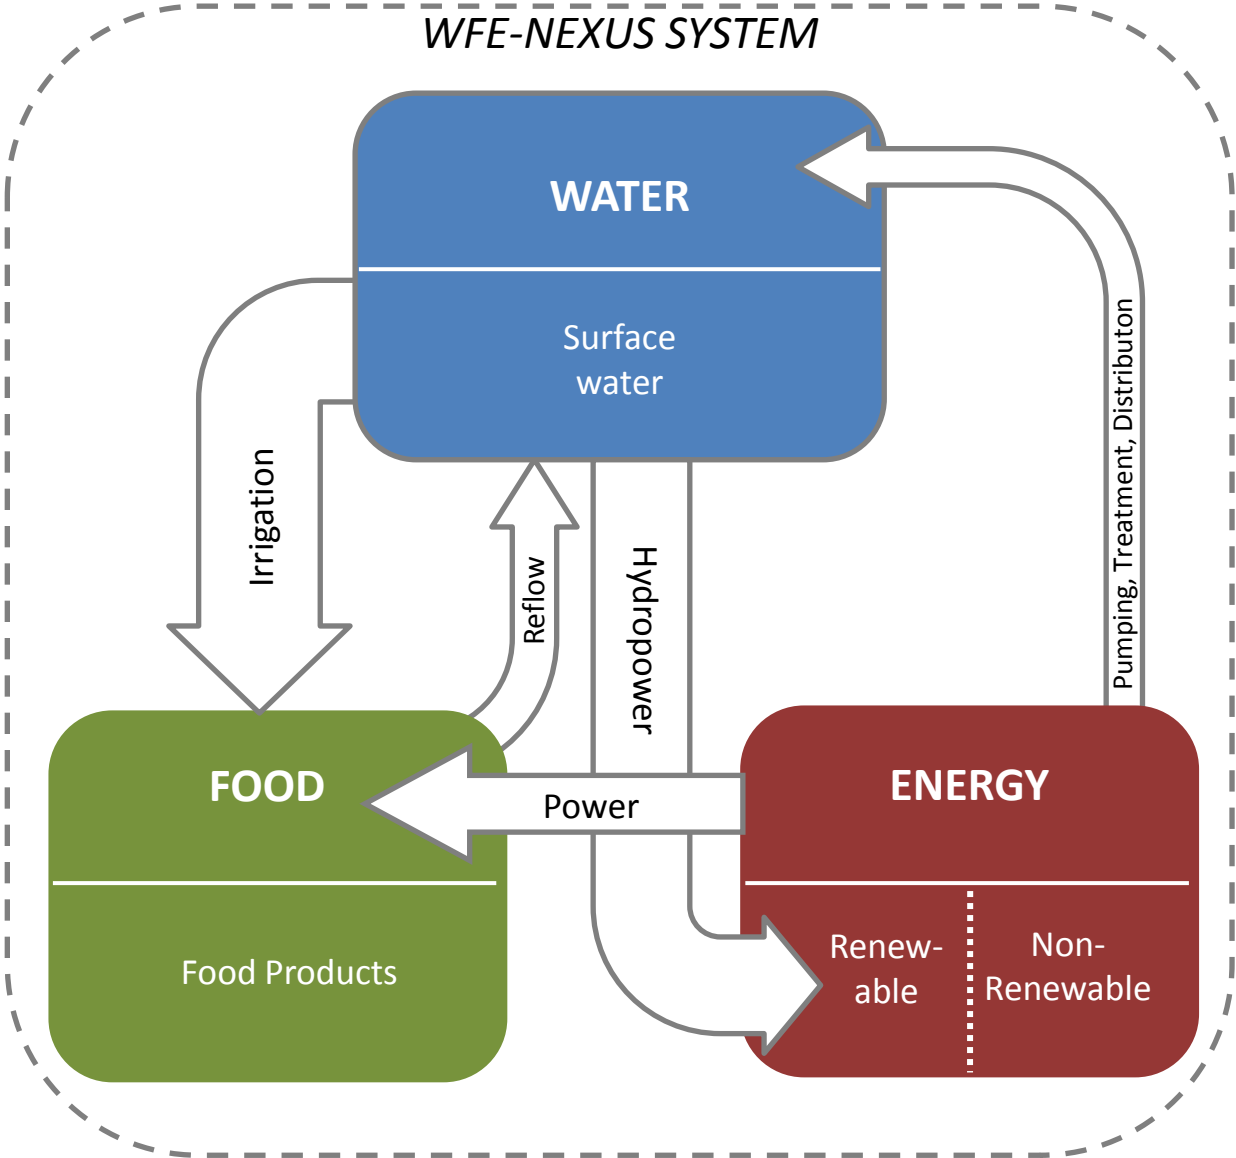 WFE-NEXUS SYSTEM
WATER
Surface
water
Irrigation
Reflow
Hydropower
Pumping, Treatment, Distributon
FOOD
Food Products
Power
ENERGY
Renew-
able
Non-
Renewable